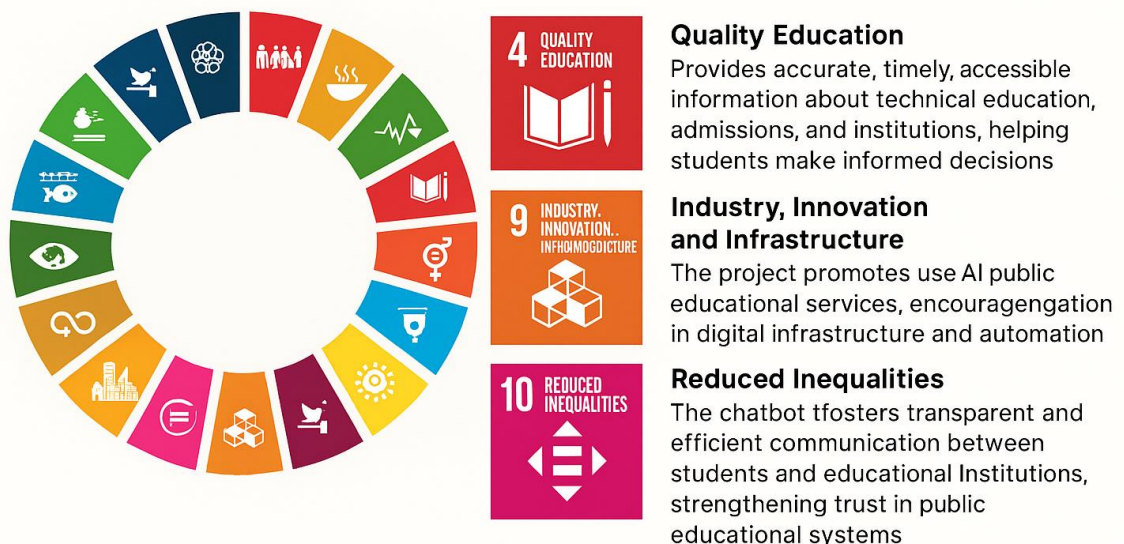 4 QUALITY
EDUCATION
Quality Education
Provides accurate, timely, accessible
information about technical education,
admissions, and institutions, helping
students make informed decisions
9 INDUSTRY.
INNOVATION..
INFHOIMOGDICTURE
Industry, Innovation
and Infrastructure
The project promotes use AI public
educational services, encouragengation
in digital infrastructure and automation
10 REDUCED
INEQUALITIES
Reduced Inequalities
The chatbot tfosters transparent and
efficient communication between
students and educational Institutions,
strengthening trust in public
educational systems